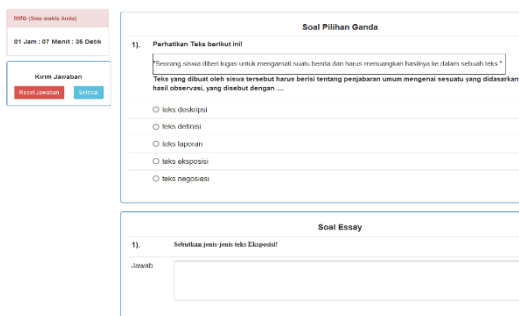 Info (Sisa waktu Anda)
01 Jam : 07 Menit : 36 Detik
Kirim Jawaban
Reset Jawaban
Selesai
Soal Pilihan Ganda
1). Perhatikan Teks berikut ini!
"Seorang siswa diberi tugas untuk mengamati suatu benda dan harus menuangkan hasilnya ke dalam sebuah teks."
Teks yang dibuat oleh siswa tersebut harus berisi tentang penjabaran umum mengenai sesuatu yang didasarkan
hasil observasi, yang disebut dengan ....
teks deskripsi
teks definisi
teks laporan
teks eksposisi
teks negosiasi
Soal Essay
1). Sebutkan jenis-jenis teks Eksposisi!
Jawab